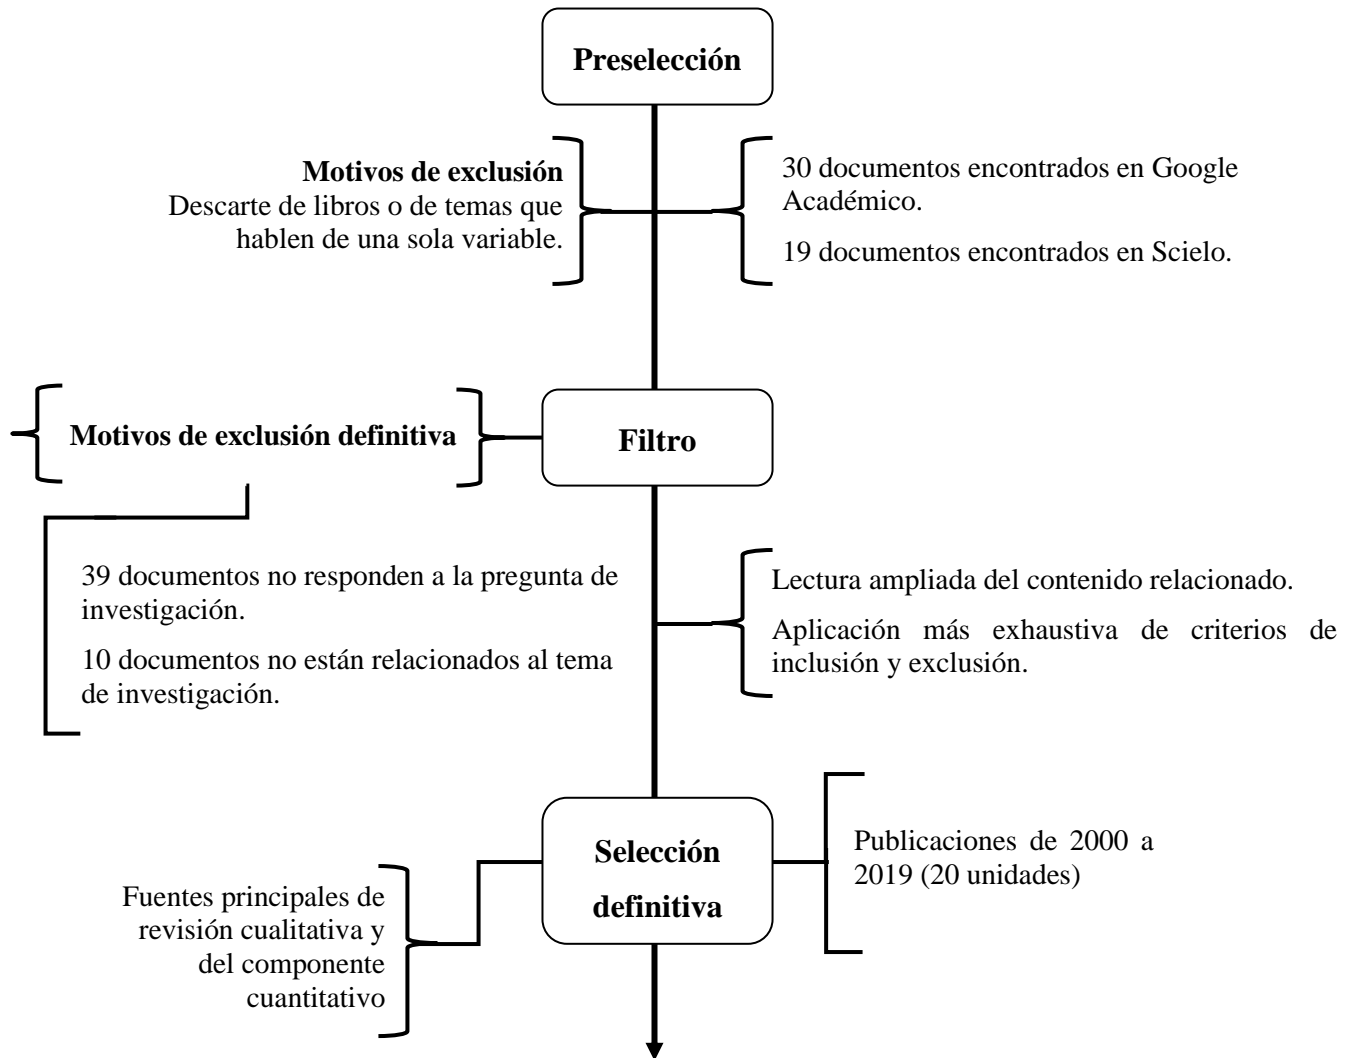 Preselección
Motivos de exclusión
Descarte de libros o de temas que
hablen de una sola variable.
30 documentos encontrados en Google
Académico.
19 documentos encontrados en Scielo.
Motivos de exclusión definitiva
Filtro
39 documentos no responden a la pregunta de
investigación.
10 documentos no están relacionados al tema
de investigación.
Lectura ampliada del contenido relacionado.
Aplicación más exhaustiva de criterios de
inclusión y exclusión.
Selección
definitiva
Publicaciones de 2000 a
2019 (20 unidades)
Fuentes principales de
revisión cualitativa y
del componente
cuantitativo